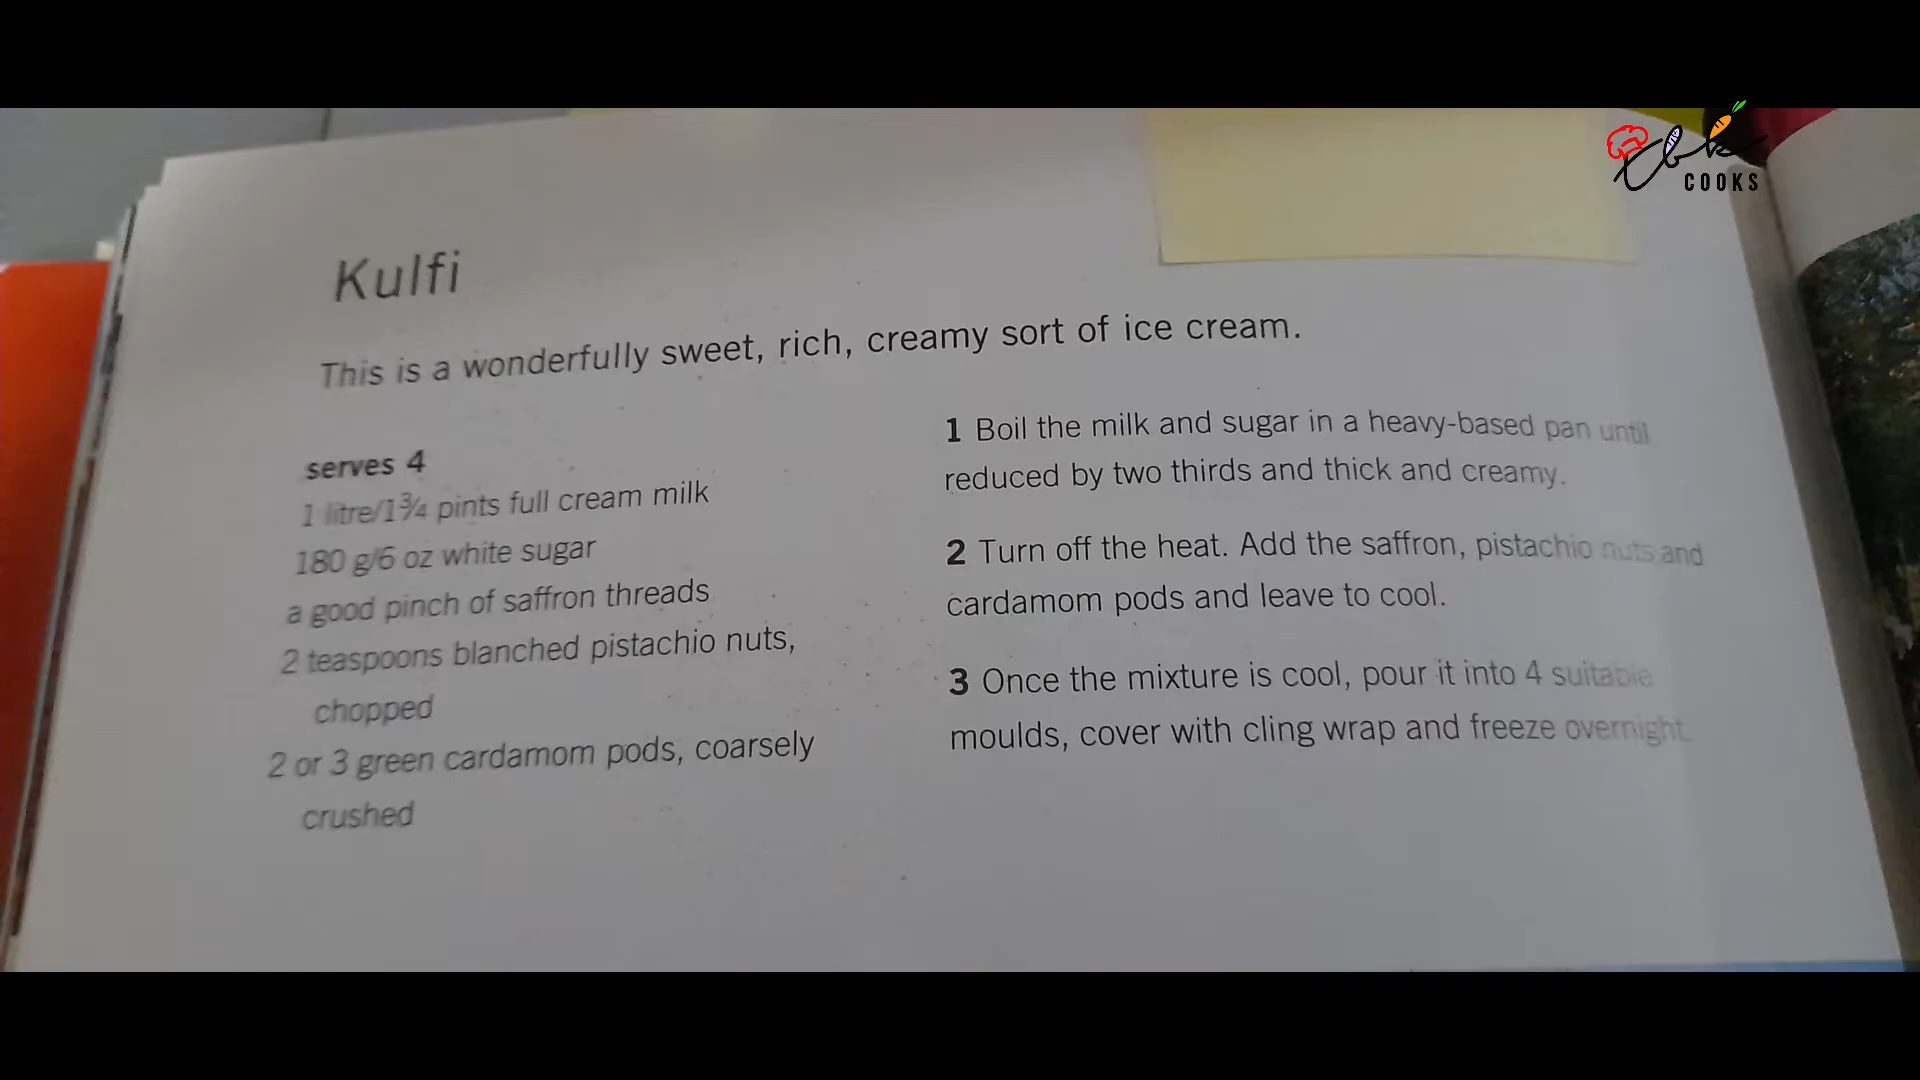 Kulfi
This is a wonderfully sweet, rich, creamy sort of ice cream.
serves 4
1 litre/1¾ pints full cream milk
180 g/6 oz white sugar
a good pinch of saffron threads
2 teaspoons blanched pistachio nuts,
chopped
2 or 3 green cardamom pods, coarsely
crushed
1 Boil the milk and sugar in a heavy-based pan until
reduced by two thirds and thick and creamy.
2 Turn off the heat. Add the saffron, pistachio nuts and
cardamom pods and leave to cool.
3 Once the mixture is cool, pour it into 4 suitable
moulds, cover with cling wrap and freeze overnight.
COOKS